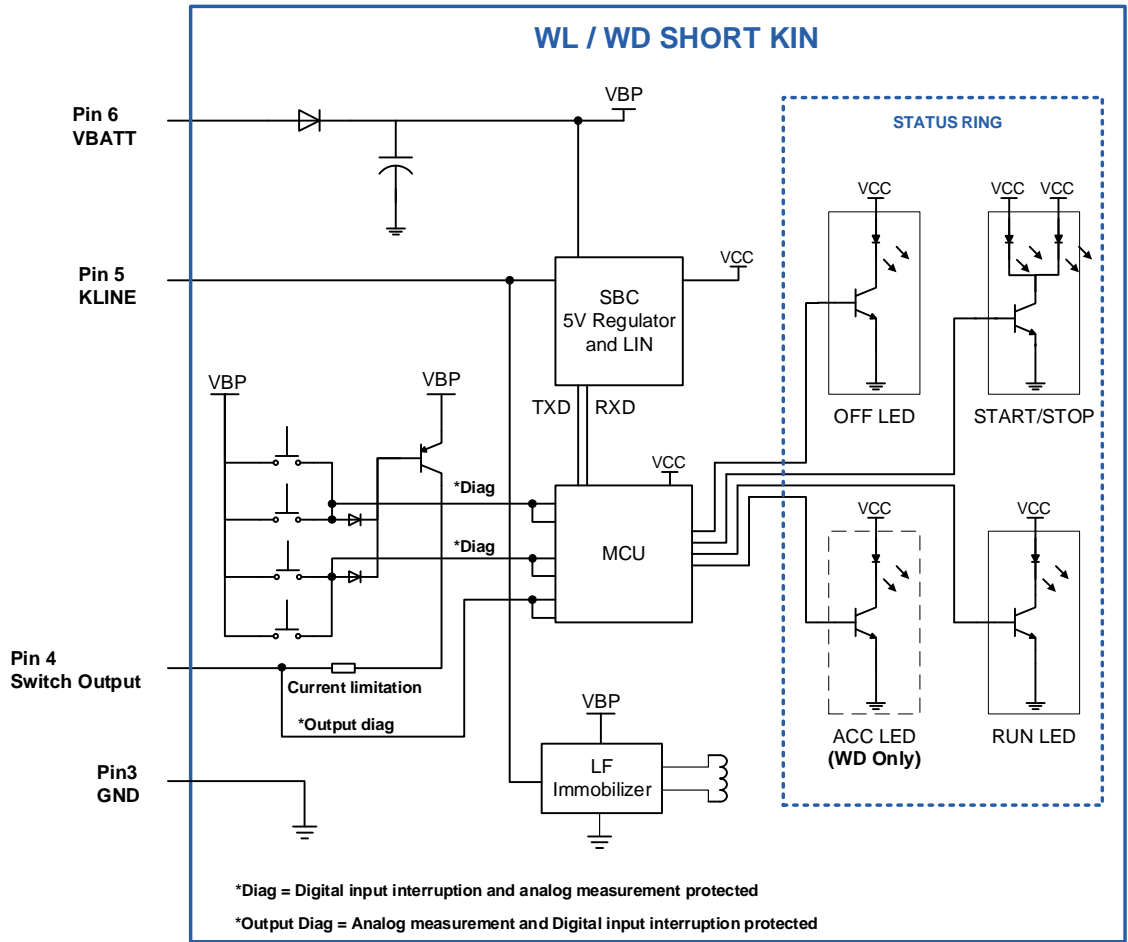 WL / WD SHORT KIN
Pin 6
VBATT
VBP
STATUS RING
VCC
VCC
VCC
Pin 5
KLINE
VCC
SBC
5V Regulator
and LIN
VBP
VBP
TXD
RXD
OFF LED
START/STOP
*Diag
VCC
*Diag
MCU
VCC
VCC
Pin 4
Switch Output
Current limitation
*Output diag
VBP
ACC LED
(WD Only)
RUN LED
Pin3
GND
LF
Immobilizer
*Diag = Digital input interruption and analog measurement protected
*Output Diag = Analog measurement and Digital input interruption protected